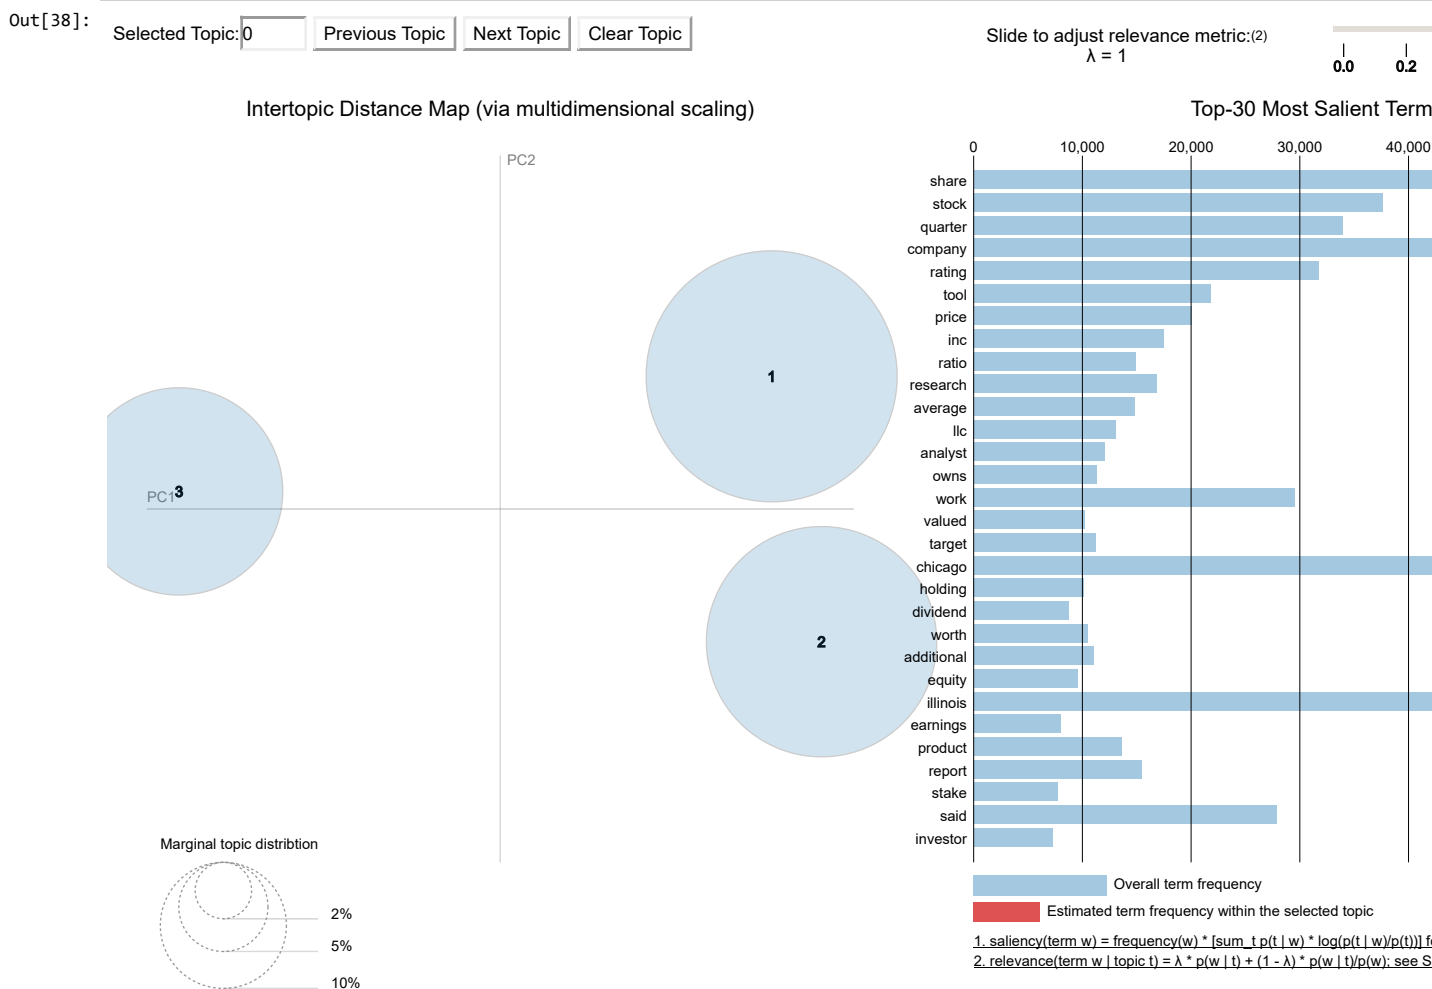 Out[38]:
Selected Topic: 0 Previous Topic Next Topic Clear Topic
Slide to adjust relevance metric:(2)
λ = 1
0.0 0.2
Intertopic Distance Map (via multidimensional scaling)
PC2
1
PC1
3
2
Marginal topic distribtion
2%
5%
10%
Top-30 Most Salient Term
0 10,000 20,000 30,000 40,000
share
stock
quarter
company
rating
tool
price
inc
ratio
research
average
llc
analyst
owns
work
valued
target
chicago
holding
dividend
worth
additional
equity
illinois
earnings
product
report
stake
said
investor
Overall term frequency
Estimated term frequency within the selected topic
1. saliency(term w) = frequency(w) * [sum_t p(t | w) * log(p(t | w)/p(t))] f
2. relevance(term w | topic t) = λ * p(w | t) + (1 - λ) * p(w | t)/p(w); see S